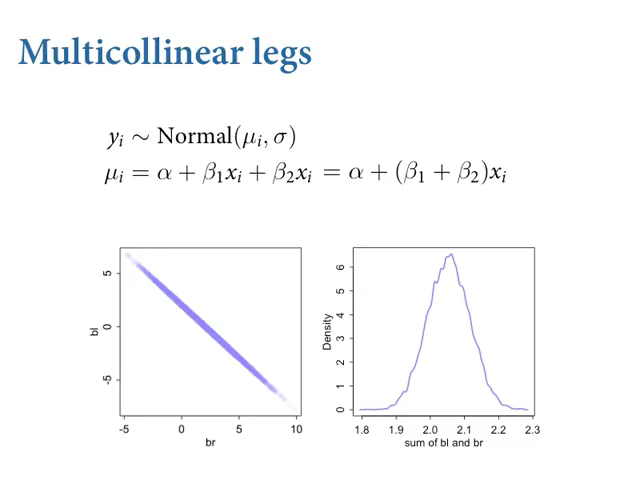 Multicollinear legs
yᵢ ∼ Normal(μᵢ, σ)
μᵢ = α + β₁xᵢ + β₂xᵢ = α + (β₁ + β₂)xᵢ
bl
5
0
-5
-5 0 5 10
br
Density
6
5
4
3
2
1
0
1.8 1.9 2.0 2.1 2.2 2.3
sum of bl and br